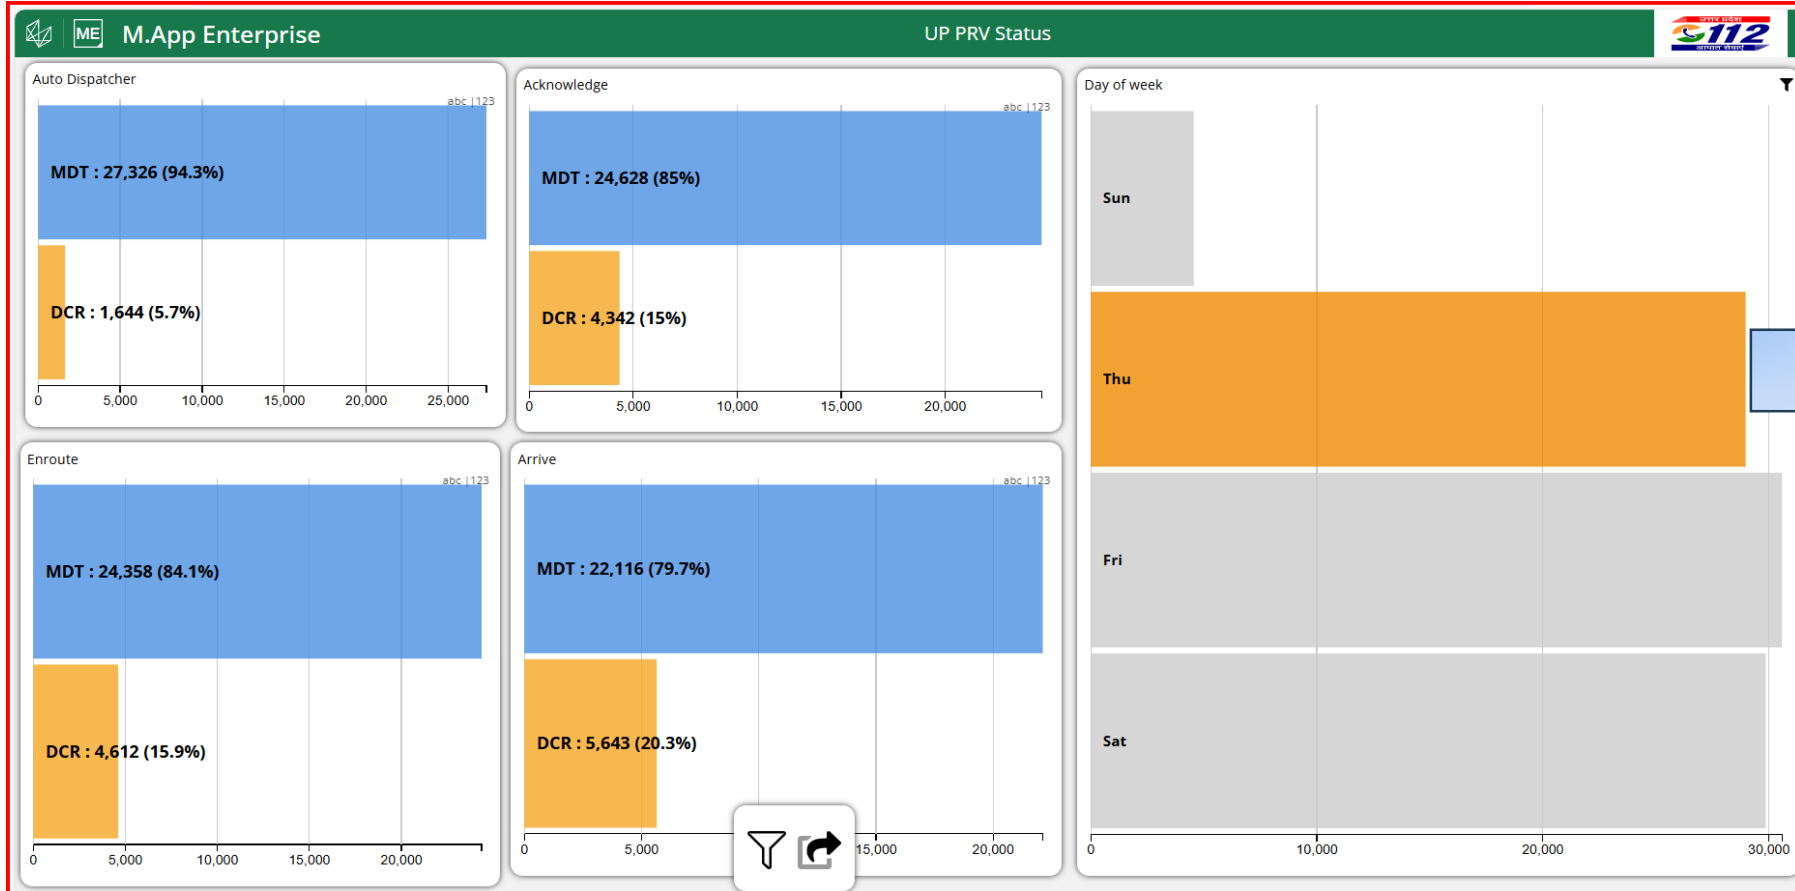 ME M.App Enterprise
UP PRV Status
उत्तर प्रदेश
112
आपात सेवाएं
Auto Dispatcher
abc | 123
MDT : 27,326 (94.3%)
DCR : 1,644 (5.7%)
0 5,000 10,000 15,000 20,000 25,000
Acknowledge
abc | 123
MDT : 24,628 (85%)
DCR : 4,342 (15%)
0 5,000 10,000 15,000 20,000
Day of week
Sun
Thu
Fri
Sat
0 10,000 20,000 30,000
Enroute
abc | 123
MDT : 24,358 (84.1%)
DCR : 4,612 (15.9%)
0 5,000 10,000 15,000 20,000
Arrive
abc | 123
MDT : 22,116 (79.7%)
DCR : 5,643 (20.3%)
0 5,000 15,000 20,000